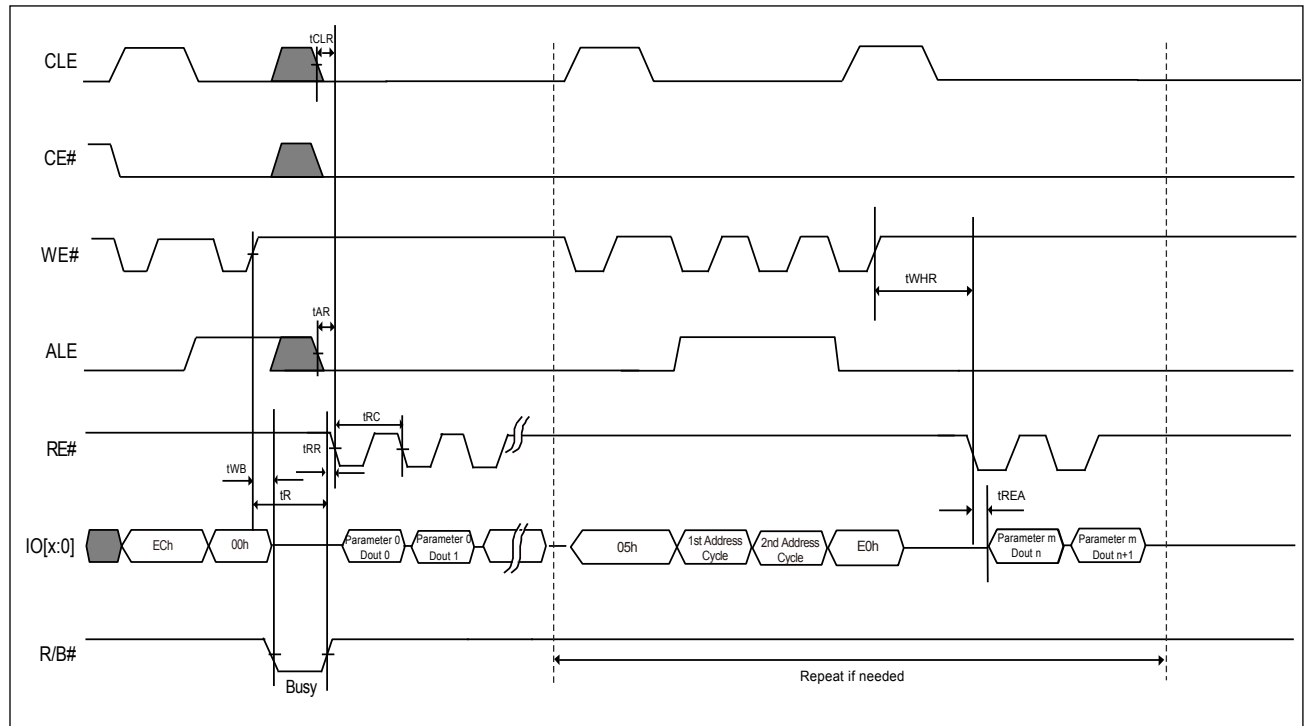 tCLR
CLE
CE#
WE#
tWHR
tAR
ALE
tRC
RE#
tRR
tWB
tR
tREA
IO[x:0]
ECh
00h
Parameter 0
Dout 0
Parameter 0
Dout 1
05h
1st Address
Cycle
2nd Address
Cycle
E0h
Parameter m
Dout n
Parameter m
Dout n+1
R/B#
Busy
Repeat if needed